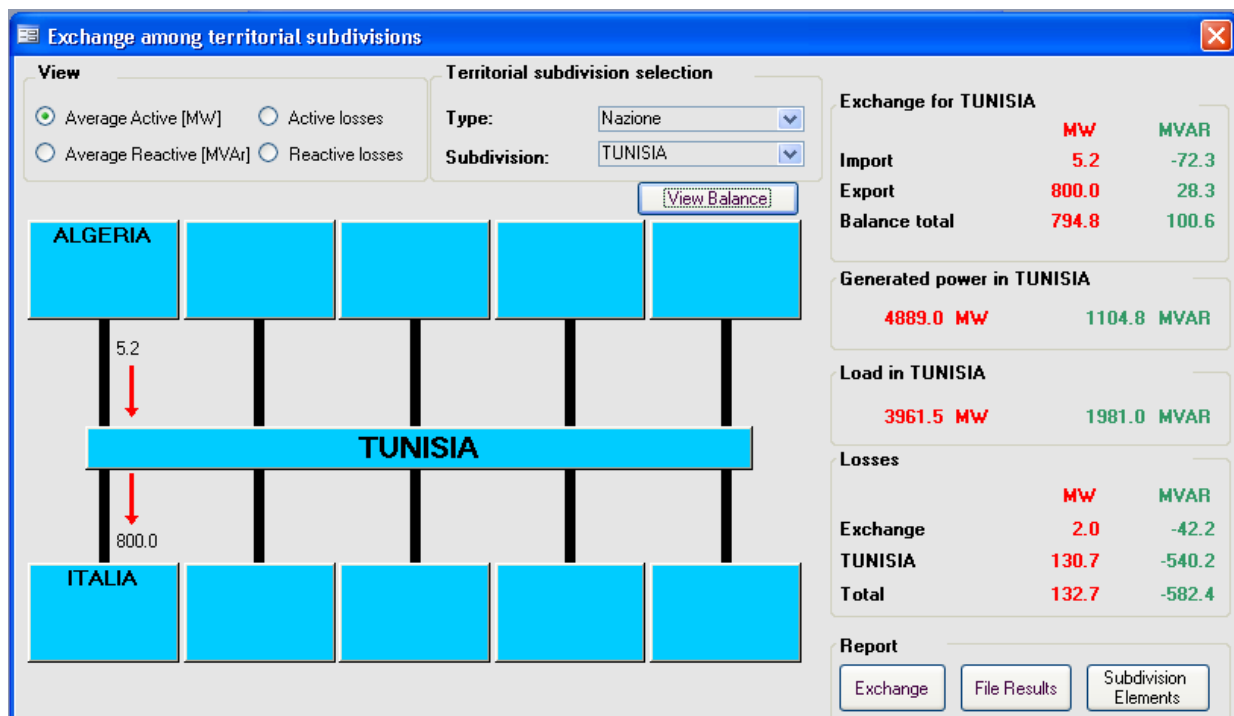 Exchange among territorial subdivisions
View
Average Active [MW] Active losses
Average Reactive [MVAr] Reactive losses
Territorial subdivision selection
Type: Nazione
Subdivision: TUNISIA
View Balance
ALGERIA
5.2
TUNISIA
800.0
ITALIA
Exchange for TUNISIA
MW MVAR
Import 5.2 -72.3
Export 800.0 28.3
Balance total 794.8 100.6
Generated power in TUNISIA
4889.0 MW 1104.8 MVAR
Load in TUNISIA
3961.5 MW 1981.0 MVAR
Losses
MW MVAR
Exchange 2.0 -42.2
TUNISIA 130.7 -540.2
Total 132.7 -582.4
Report
Exchange
File Results
Subdivision
Elements